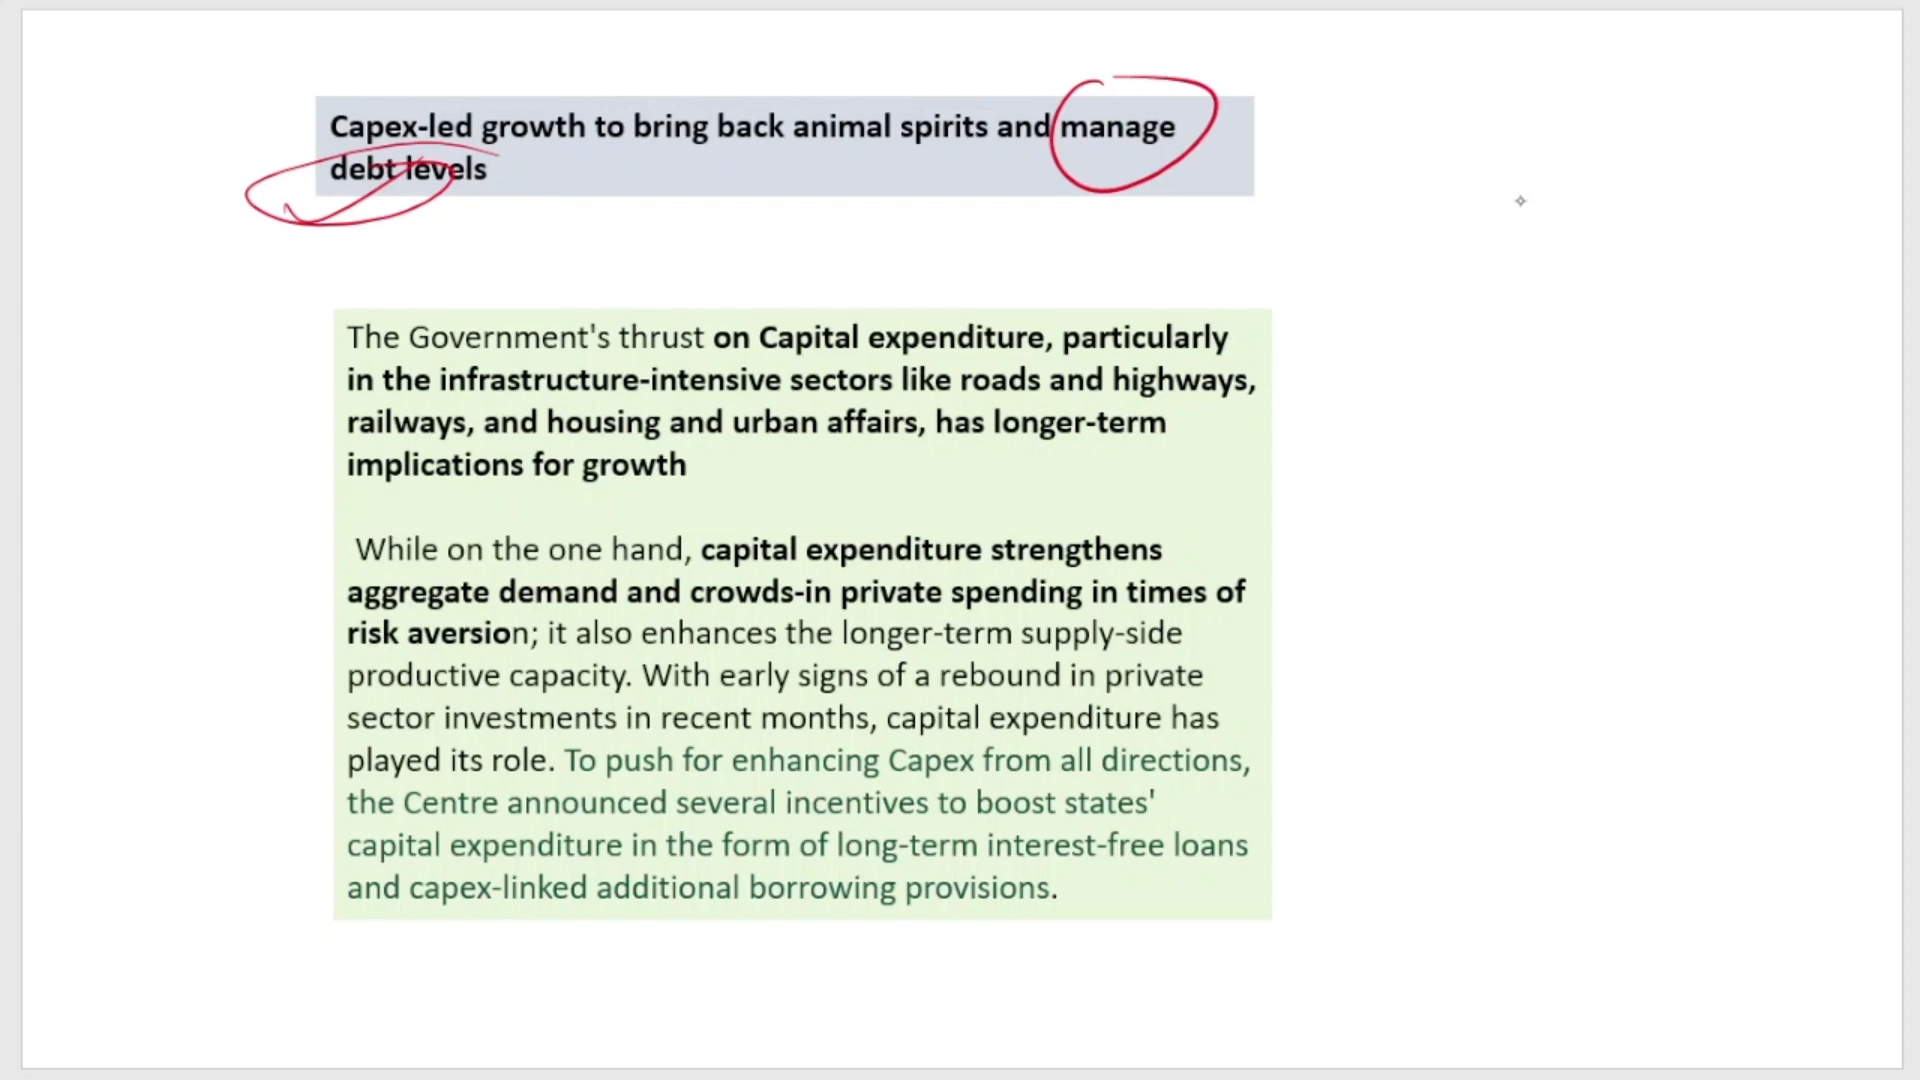 Capex-led growth to bring back animal spirits and manage
debt levels
The Government's thrust on Capital expenditure, particularly
in the infrastructure-intensive sectors like roads and highways,
railways, and housing and urban affairs, has longer-term
implications for growth
While on the one hand, capital expenditure strengthens
aggregate demand and crowds-in private spending in times of
risk aversion; it also enhances the longer-term supply-side
productive capacity. With early signs of a rebound in private
sector investments in recent months, capital expenditure has
played its role. To push for enhancing Capex from all directions,
the Centre announced several incentives to boost states'
capital expenditure in the form of long-term interest-free loans
and capex-linked additional borrowing provisions.